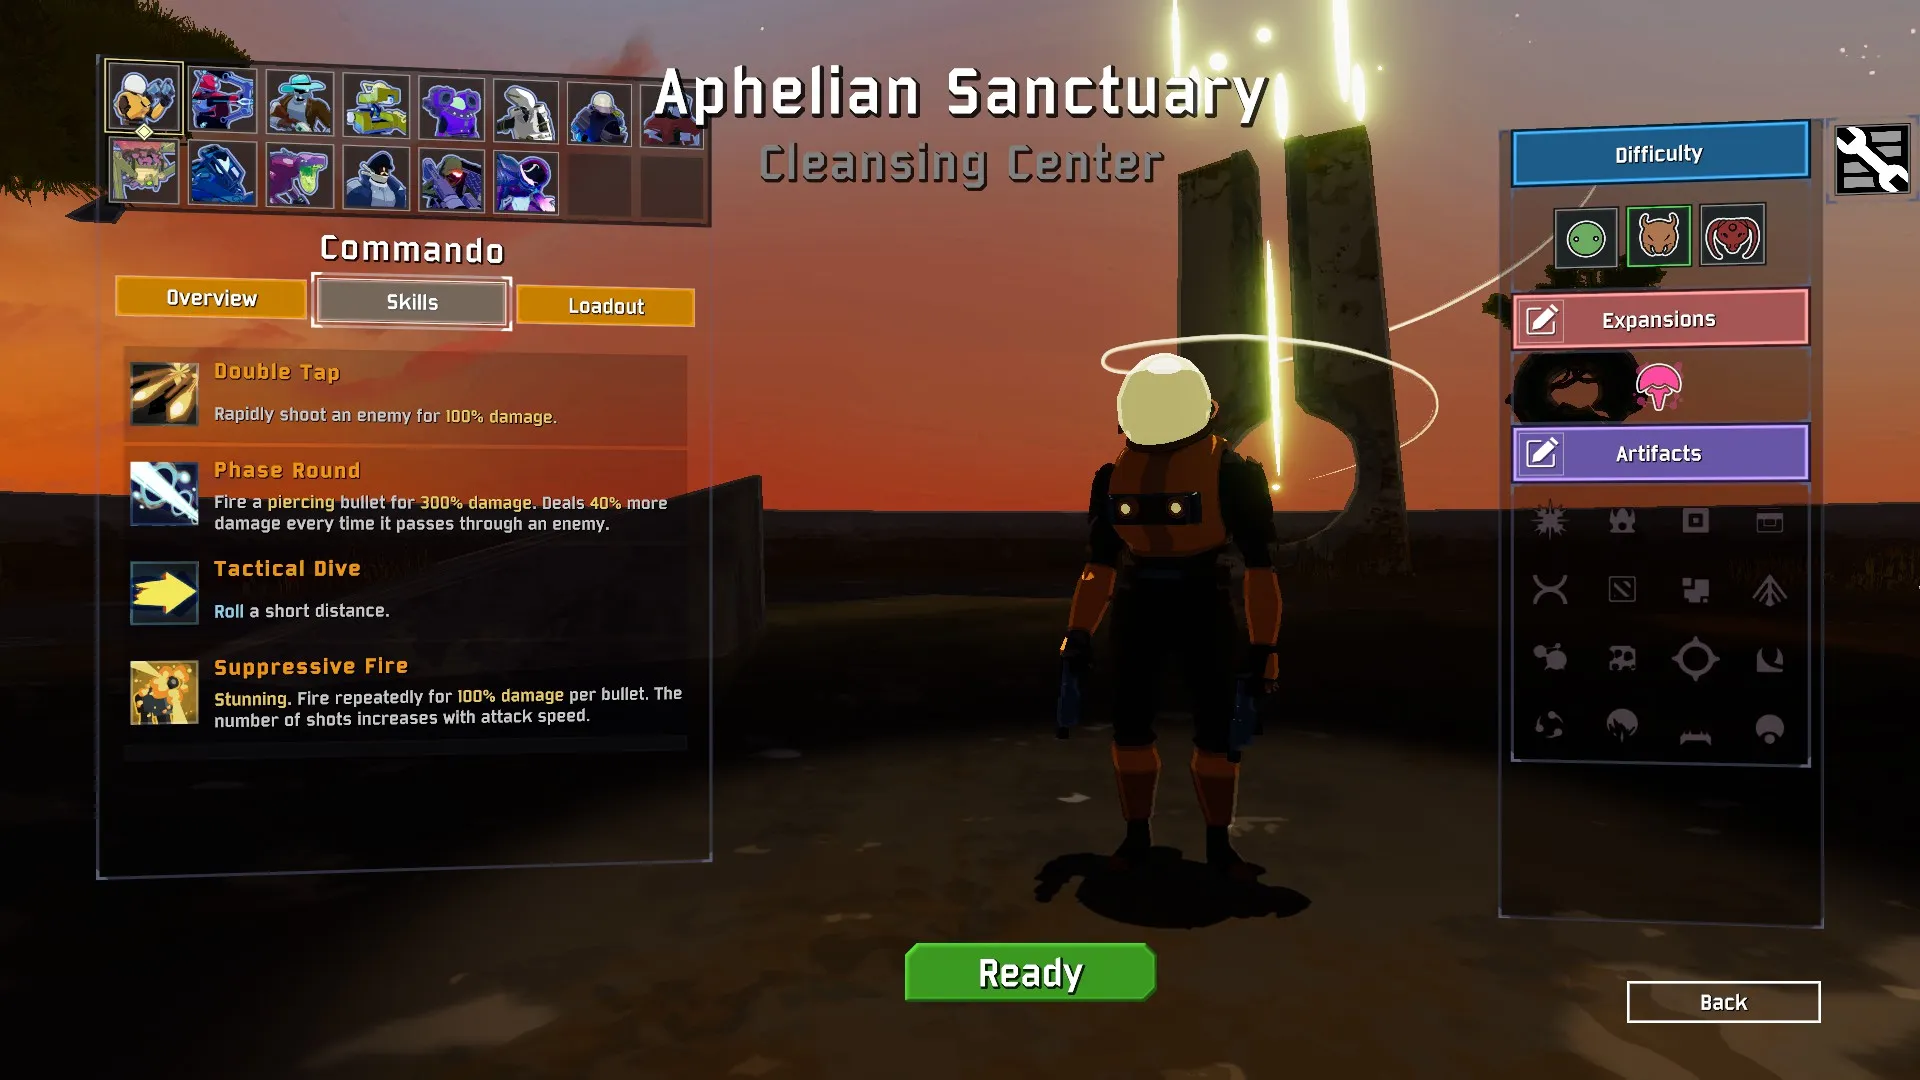 Aphelian Sanctuary
Cleansing Center
Commando
Overview
Skills
Loadout
Double Tap
Rapidly shoot an enemy for 100% damage.
Phase Round
Fire a piercing bullet for 300% damage. Deals 40% more
damage every time it passes through an enemy.
Tactical Dive
Roll a short distance.
Suppressive Fire
Stunning. Fire repeatedly for 100% damage per bullet. The
number of shots increases with attack speed.
Difficulty
Expansions
Artifacts
Ready
Back